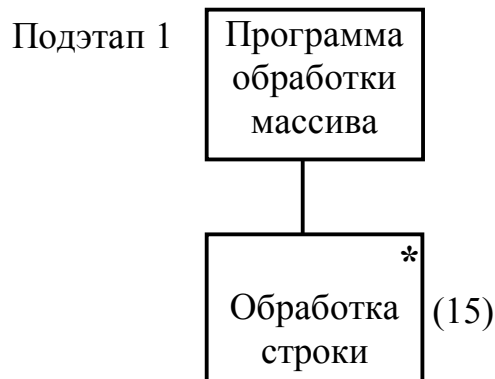 Подэтап 1
Программа
обработки
массива
*
Обработка
строки
(15)